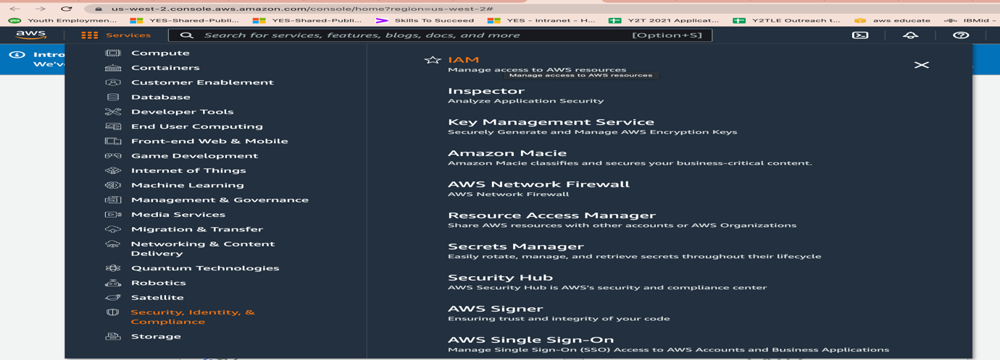 us-west-2.console.aws.amazon.com/console/home?region=us-west-2#
yes Youth Employmen... YES-Shared-Publi... YES-Shared-Publi... Skills To Succeed YES - Intranet - H... Y2T 2021 Applicat... Y2TLE Outreach t... aws educate IBMid -
aws Services Search for services, features, blogs, docs, and more [Option+S]
Intro
We'v
Compute
Containers
Customer Enablement
Database
Developer Tools
End User Computing
Front-end Web & Mobile
Game Development
Internet of Things
Machine Learning
Management & Governance
Media Services
Migration & Transfer
Networking & Content
Delivery
Quantum Technologies
Robotics
Satellite
Security, Identity, &
Compliance
Storage
IAM
Manage access to AWS resources
Manage access to AWS resources
Inspector
Analyze Application Security
Key Management Service
Securely Generate and Manage AWS Encryption Keys
Amazon Macie
Amazon Macie classifies and secures your business-critical content.
AWS Network Firewall
AWS Network Firewall
Resource Access Manager
Share AWS resources with other accounts or AWS Organizations
Secrets Manager
Easily rotate, manage, and retrieve secrets throughout their lifecycle
Security Hub
AWS Security Hub is AWS's security and compliance center
AWS Signer
Ensuring trust and integrity of your code
AWS Single Sign-On
Manage Single Sign-On (SSO) Access to AWS Accounts and Business Applications